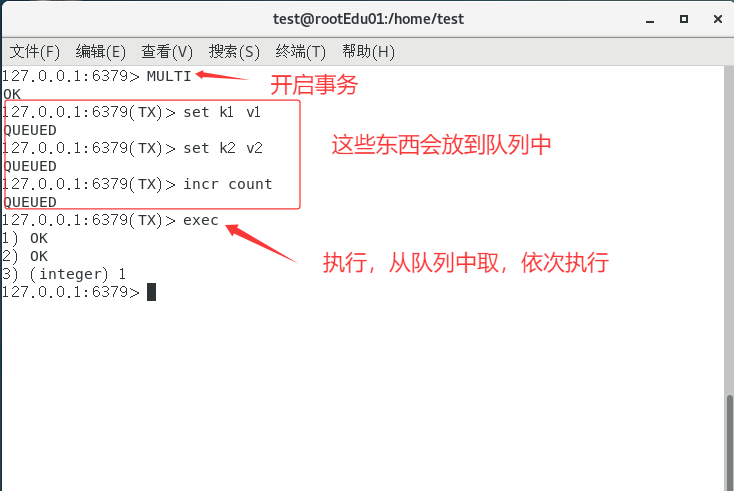 test@rootEdu01:/home/test
文件(F) 编辑(E) 查看(V) 搜索(S) 终端(T) 帮助(H)
127.0.0.1:6379> MULTI
开启事务
OK
127.0.0.1:6379(TX)> set k1 v1
QUEUED
这些东西会放到队列中
127.0.0.1:6379(TX)> set k2 v2
QUEUED
127.0.0.1:6379(TX)> incr count
QUEUED
127.0.0.1:6379(TX)> exec
1) OK
2) OK
执行，从队列中取，依次执行
3) (integer) 1
127.0.0.1:6379>